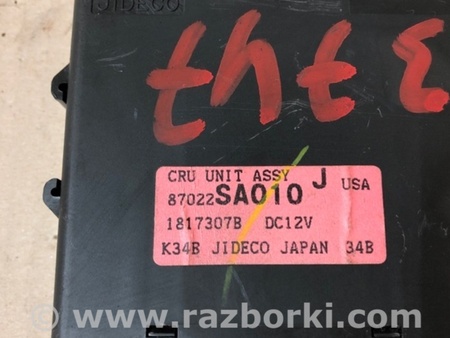 JIDECO
3747
CRU UNIT ASSY J USA
87022SA010
1817307B DC12V
K34B JIDECO JAPAN 34B
www.razborki.com